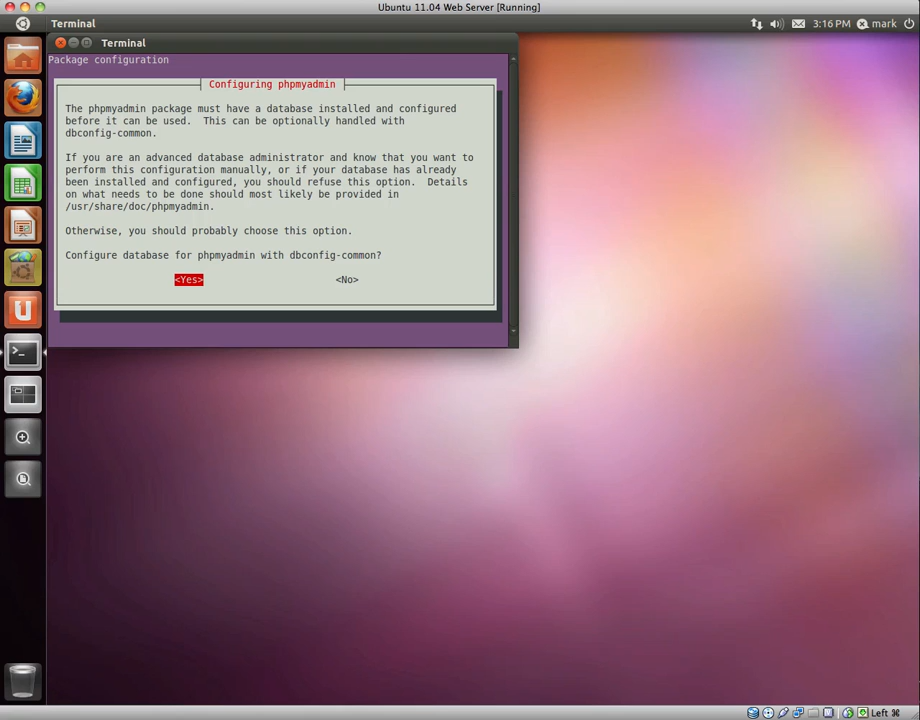 Ubuntu 11.04 Web Server [Running]
Terminal
3:16 PM
mark
Terminal
Package configuration
Configuring phpmyadmin
The phpmyadmin package must have a database installed and configured
before it can be used.  This can be optionally handled with
dbconfig-common.
If you are an advanced database administrator and know that you want to
perform this configuration manually, or if your database has already
been installed and configured, you should refuse this option.  Details
on what needs to be done should most likely be provided in
/usr/share/doc/phpmyadmin.
Otherwise, you should probably choose this option.
Configure database for phpmyadmin with dbconfig-common?
<Yes>
<No>
Left ⌘